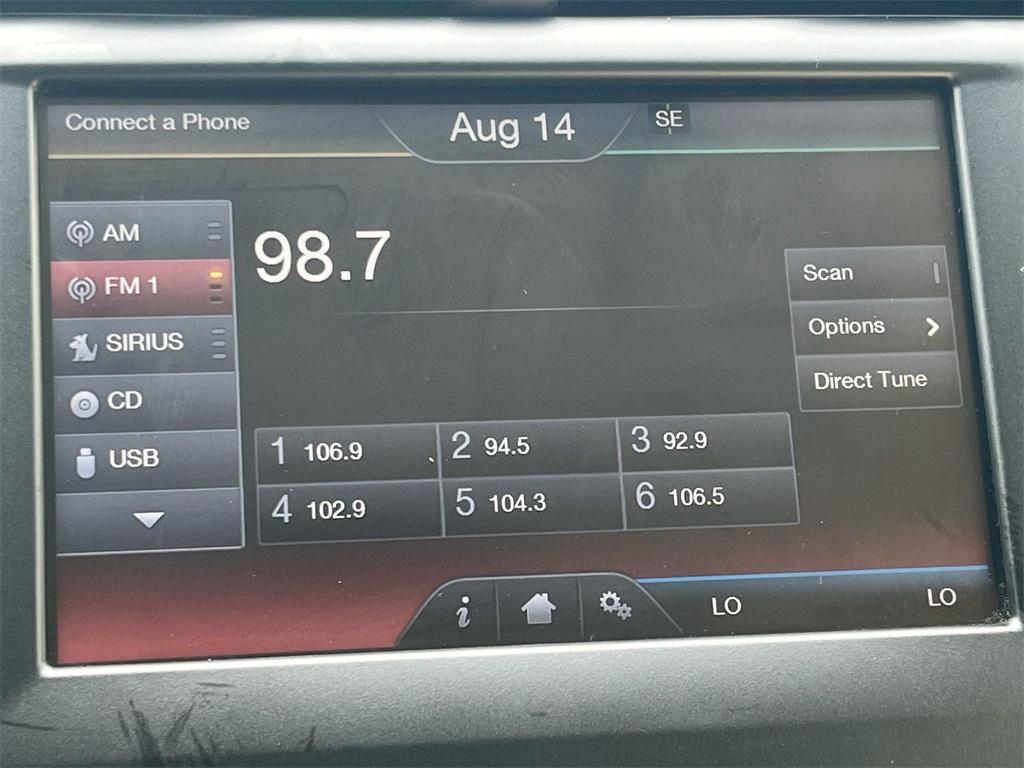 Connect a Phone
Aug 14
SE
AM
FM 1
SIRIUS
CD
USB
98.7
Scan
Options
Direct Tune
1 106.9
2 94.5
3 92.9
4 102.9
5 104.3
6 106.5
i
LO
LO